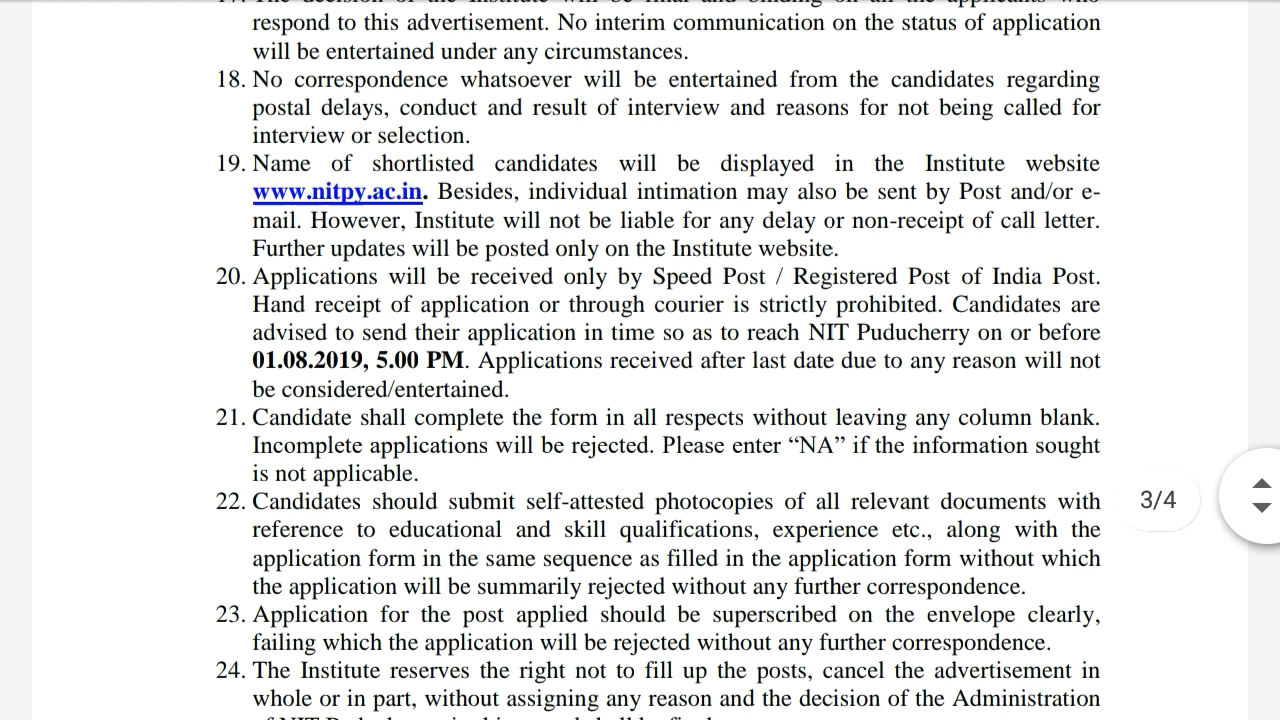 respond to this advertisement. No interim communication on the status of application
will be entertained under any circumstances.
18. No correspondence whatsoever will be entertained from the candidates regarding
postal delays, conduct and result of interview and reasons for not being called for
interview or selection.
19. Name of shortlisted candidates will be displayed in the Institute website
www.nitpy.ac.in. Besides, individual intimation may also be sent by Post and/or e-
mail. However, Institute will not be liable for any delay or non-receipt of call letter.
Further updates will be posted only on the Institute website.
20. Applications will be received only by Speed Post / Registered Post of India Post.
Hand receipt of application or through courier is strictly prohibited. Candidates are
advised to send their application in time so as to reach NIT Puducherry on or before
01.08.2019, 5.00 PM. Applications received after last date due to any reason will not
be considered/entertained.
21. Candidate shall complete the form in all respects without leaving any column blank.
Incomplete applications will be rejected. Please enter “NA” if the information sought
is not applicable.
22. Candidates should submit self-attested photocopies of all relevant documents with
reference to educational and skill qualifications, experience etc., along with the
application form in the same sequence as filled in the application form without which
the application will be summarily rejected without any further correspondence.
3/4
23. Application for the post applied should be superscribed on the envelope clearly,
failing which the application will be rejected without any further correspondence.
24. The Institute reserves the right not to fill up the posts, cancel the advertisement in
whole or in part, without assigning any reason and the decision of the Administration